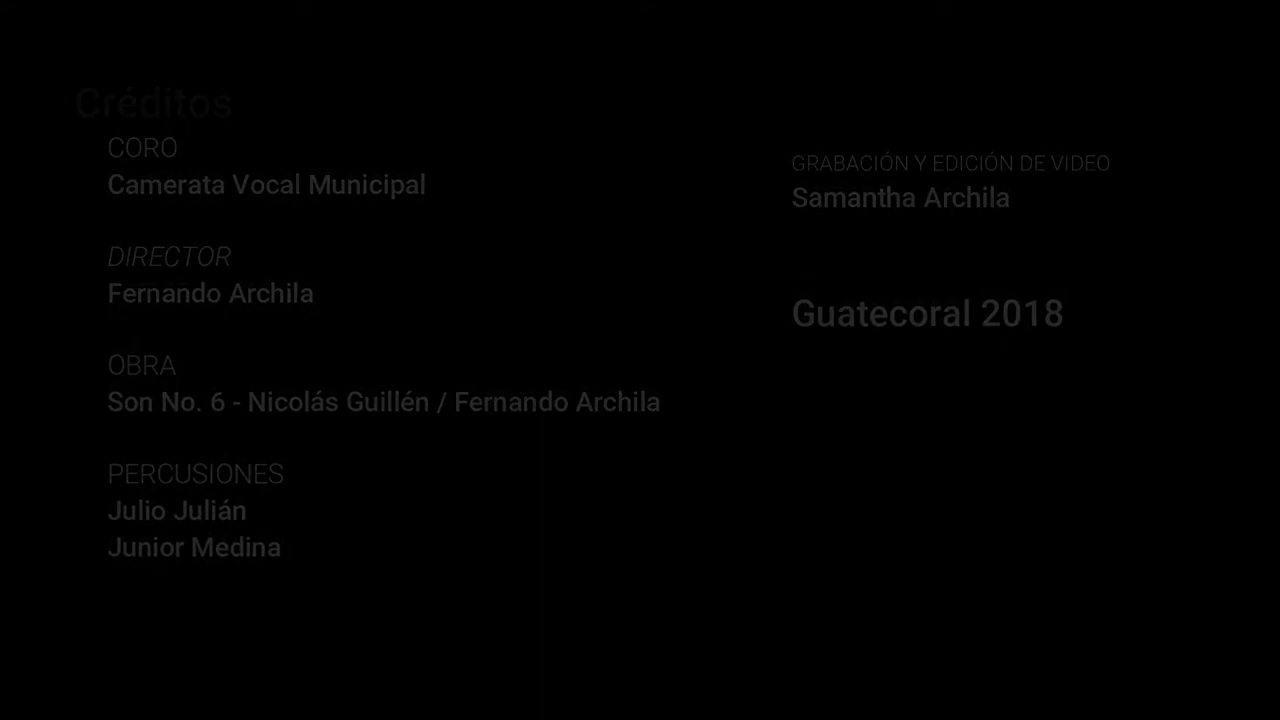 Créditos
CORO
Camerata Vocal Municipal
DIRECTOR
Fernando Archila
OBRA
Son No. 6 - Nicolás Guillén / Fernando Archila
PERCUSIONES
Julio Julián
Junior Medina
GRABACIÓN Y EDICIÓN DE VIDEO
Samantha Archila
Guatecoral 2018